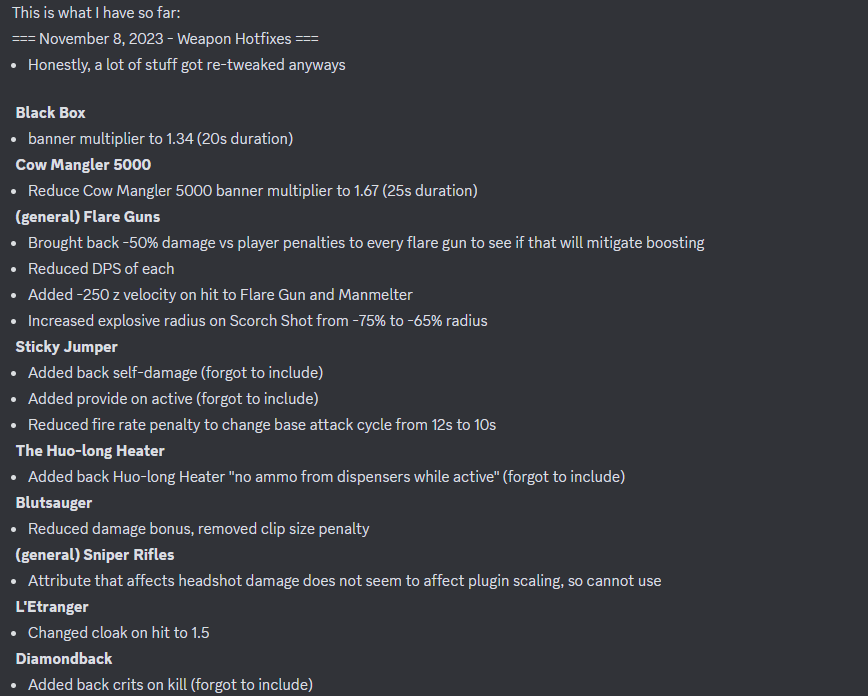 This is what I have so far:
=== November 8, 2023 - Weapon Hotfixes ===
• Honestly, a lot of stuff got re-tweaked anyways
Black Box
• banner multiplier to 1.34 (20s duration)
Cow Mangler 5000
• Reduce Cow Mangler 5000 banner multiplier to 1.67 (25s duration)
(general) Flare Guns
• Brought back -50% damage vs player penalties to every flare gun to see if that will mitigate boosting
• Reduced DPS of each
• Added -250 z velocity on hit to Flare Gun and Manmelter
• Increased explosive radius on Scorch Shot from -75% to -65% radius
Sticky Jumper
• Added back self-damage (forgot to include)
• Added provide on active (forgot to include)
• Reduced fire rate penalty to change base attack cycle from 12s to 10s
The Huo-long Heater
• Added back Huo-long Heater "no ammo from dispensers while active" (forgot to include)
Blutsauger
• Reduced damage bonus, removed clip size penalty
(general) Sniper Rifles
• Attribute that affects headshot damage does not seem to affect plugin scaling, so cannot use
L'Etranger
• Changed cloak on hit to 1.5
Diamondback
• Added back crits on kill (forgot to include)